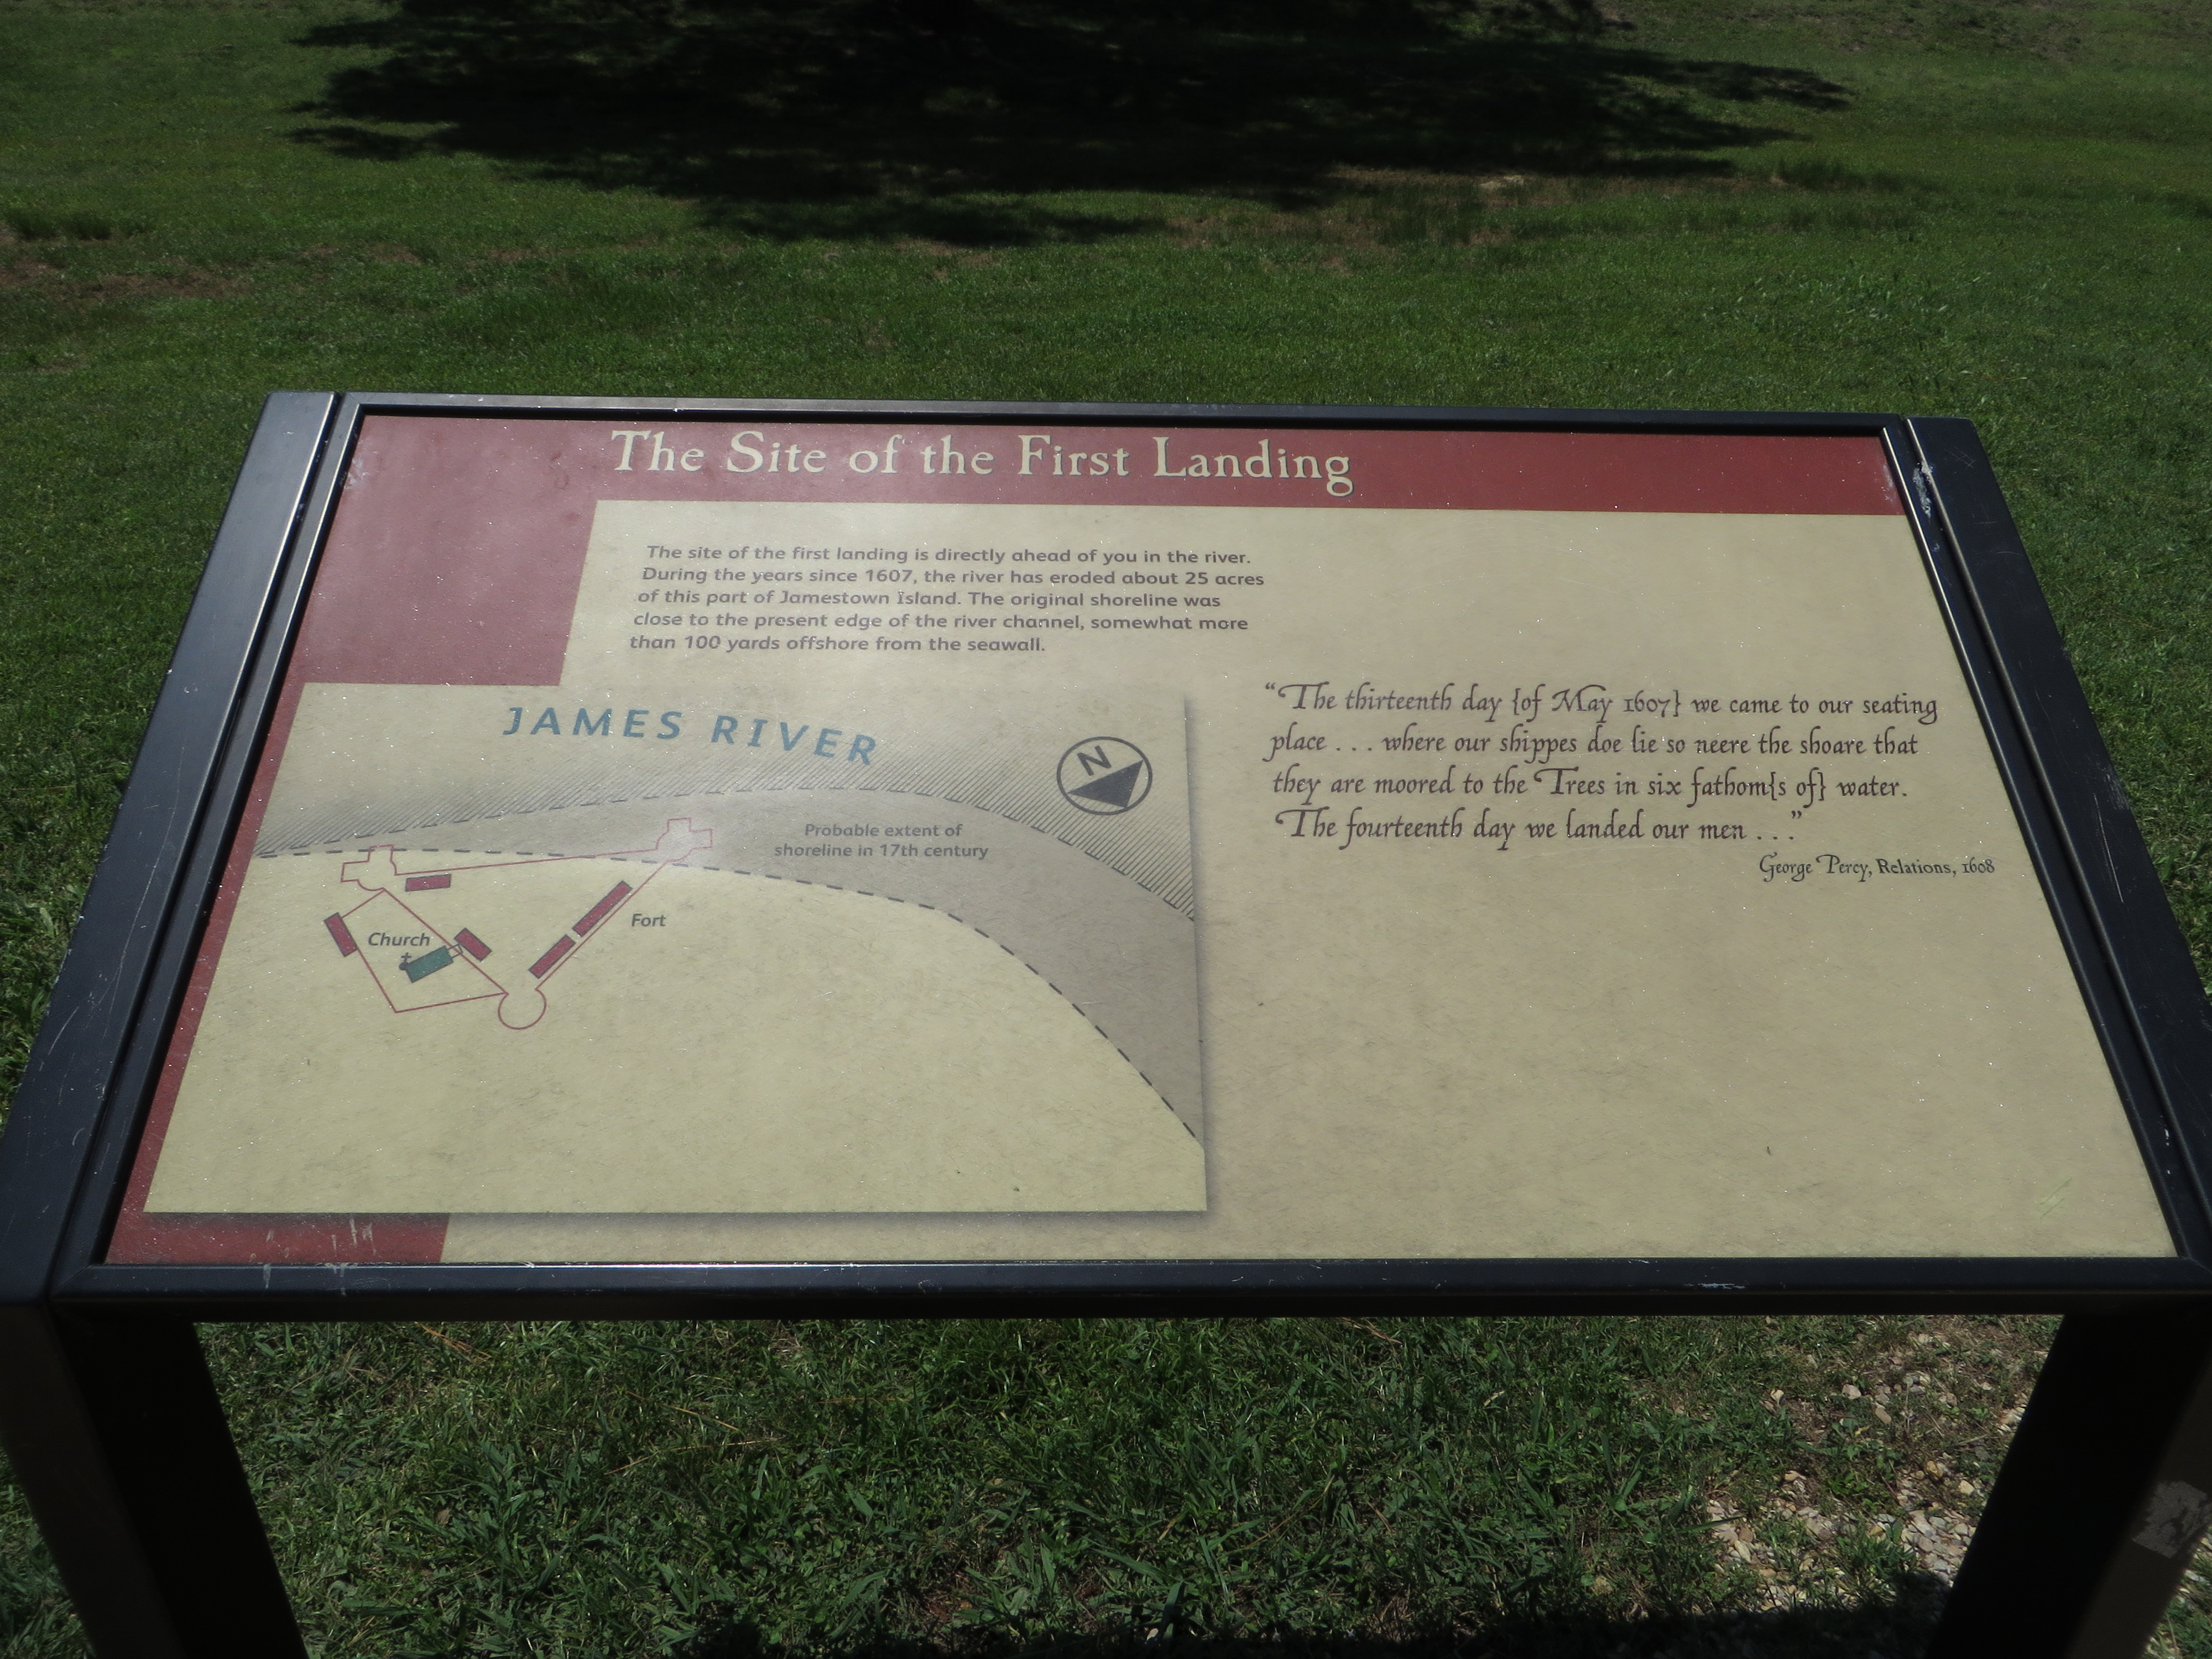 The Site of the First Landing
The site of the first landing is directly ahead of you in the river.
During the years since 1607, the river has eroded about 25 acres
of this part of Jamestown Island. The original shoreline was
close to the present edge of the river channel, somewhat more
than 100 yards offshore from the seawall.
JAMES RIVER
N
Probable extent of
shoreline in 17th century
Fort
Church
“The thirteenth day {of May 1607} we came to our seating
place . . . where our shippes doe lie so neere the shoare that
they are moored to the Trees in six fathom{s of} water.
The fourteenth day we landed our men . . .”
George Percy, Relations, 1608